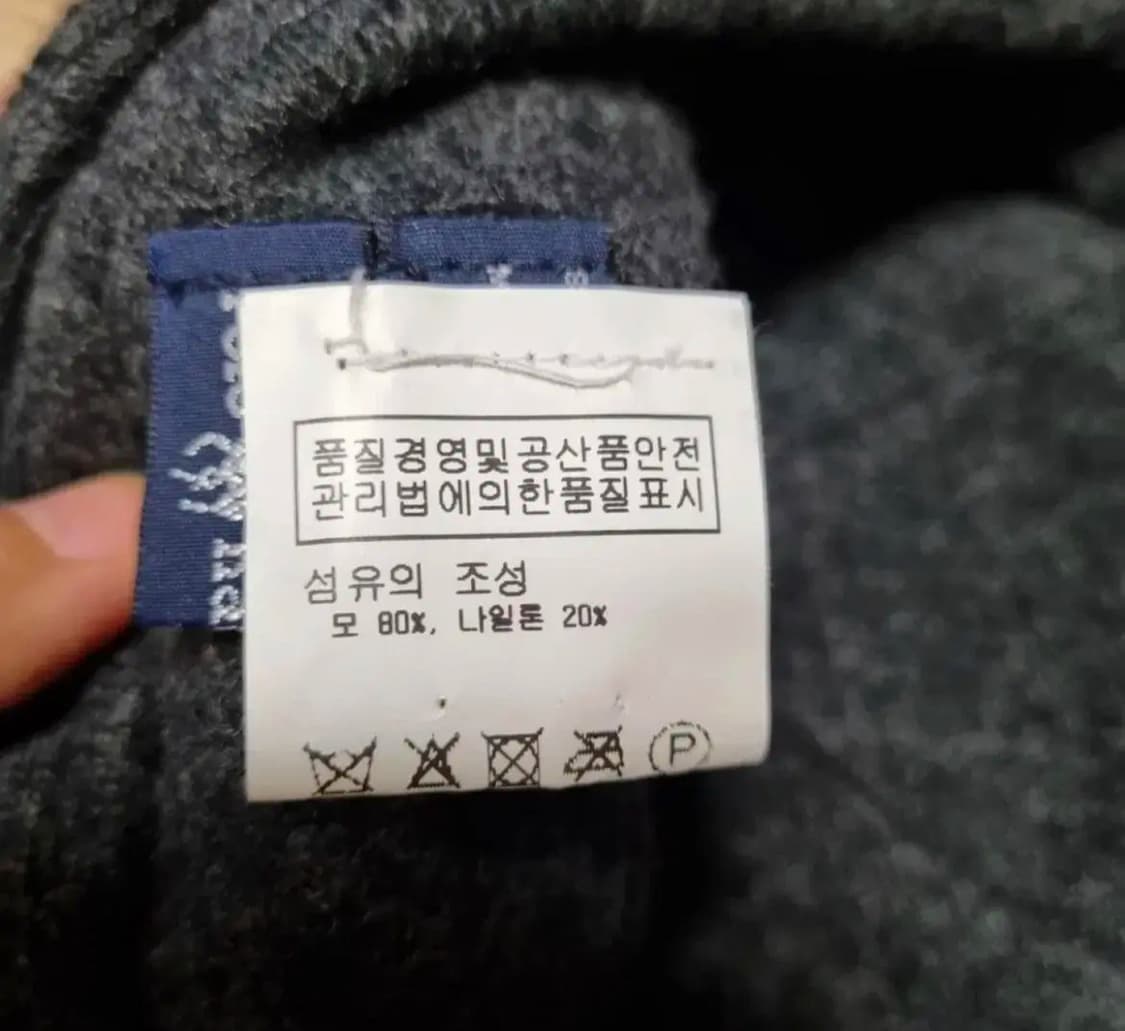 품질경영및공산품안전
관리법에의한품질표시
섬유의 조성
모 80%, 나일론 20%
P